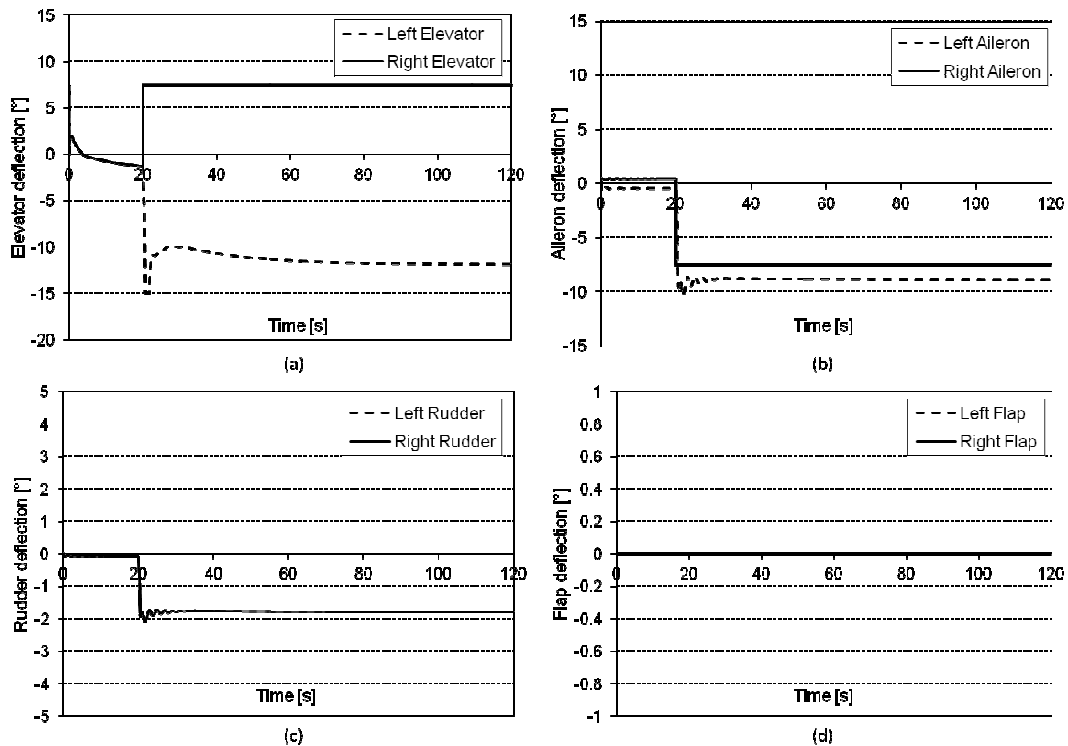 Left Elevator
Right Elevator
Elevator deflection [°]
15
10
5
0
-5
-10
-15
-20
0 20 40 60 80 100 120
Time [s]
(a)
Left Aileron
Right Aileron
Aileron deflection [°]
15
10
5
0
-5
-10
-15
0 20 40 60 80 100 120
Time [s]
(b)
Left Rudder
Right Rudder
Rudder deflection [°]
5
4
3
2
1
0
-1
-2
-3
-4
-5
0 20 40 60 80 100 120
Time [s]
(c)
Left Flap
Right Flap
Flap deflection [°]
1
0.8
0.6
0.4
0.2
0
-0.2
-0.4
-0.6
-0.8
-1
0 20 40 60 80 100 120
Time [s]
(d)